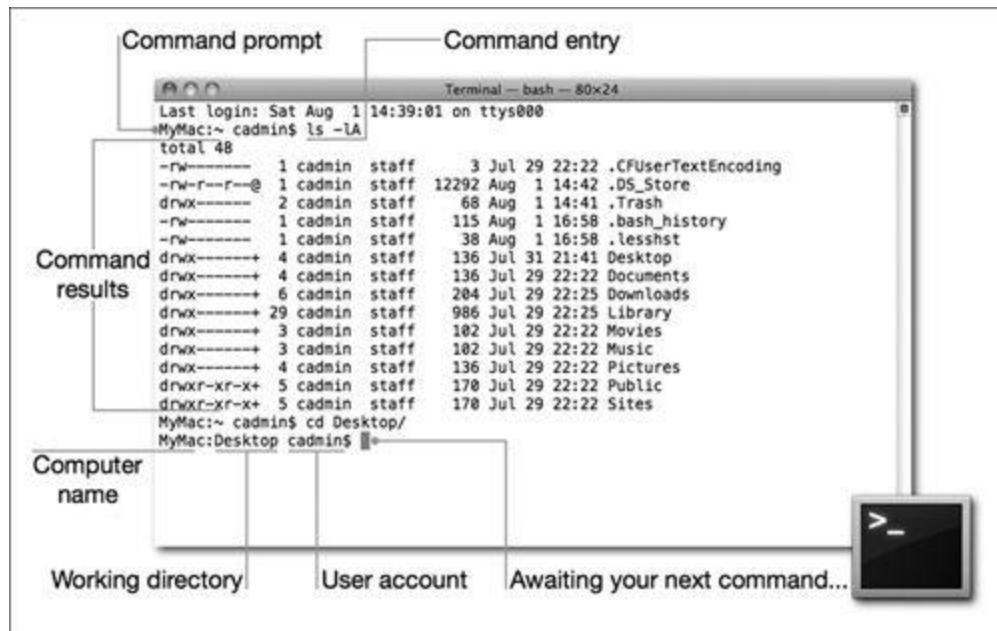 Command prompt
Command entry
Terminal — bash — 80×24
Last login: Sat Aug  1 14:39:01 on ttys000
MyMac:~ cadmin$ ls -lA
total 48
-rw-------   1 cadmin  staff      3 Jul 29 22:22 .CFUserTextEncoding
-rw-r--r--@  1 cadmin  staff  12292 Aug  1 14:42 .DS_Store
drwx------   2 cadmin  staff     68 Aug  1 14:41 .Trash
-rw-------   1 cadmin  staff    115 Aug  1 16:58 .bash_history
-rw-------   1 cadmin  staff     38 Aug  1 16:58 .lesshst
drwx------+  4 cadmin  staff    136 Jul 31 21:41 Desktop
drwx------+  4 cadmin  staff    136 Jul 29 22:22 Documents
drwx------+  6 cadmin  staff    204 Jul 29 22:25 Downloads
drwx------+ 29 cadmin  staff    986 Jul 29 22:25 Library
drwx------+  3 cadmin  staff    102 Jul 29 22:22 Movies
drwx------+  3 cadmin  staff    102 Jul 29 22:22 Music
drwx------+  4 cadmin  staff    136 Jul 29 22:22 Pictures
drwxr-xr-x+  5 cadmin  staff    170 Jul 29 22:22 Public
drwxr-xr-x+  5 cadmin  staff    170 Jul 29 22:22 Sites
MyMac:~ cadmin$ cd Desktop/
MyMac:Desktop cadmin$
Command
results
Computer
name
>_
Working directory
User account
Awaiting your next command...